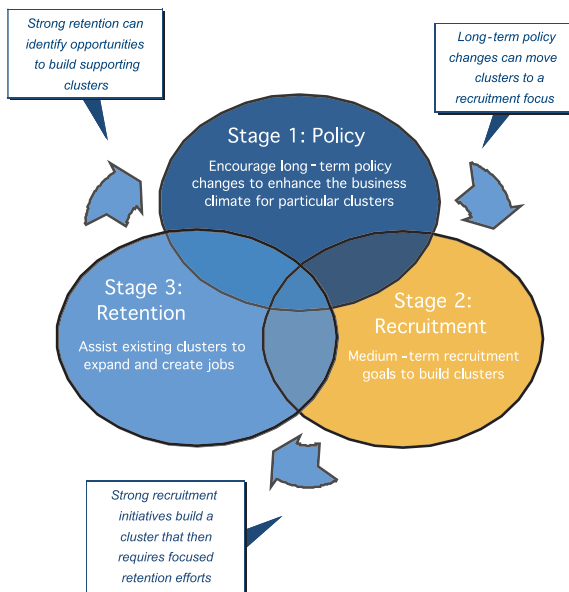 Strong retention can
identify opportunities
to build supporting
clusters
Long-term policy
changes can move
clusters to a
recruitment focus
Stage 1: Policy
Encourage long-term policy
changes to enhance the business
climate for particular clusters
Stage 3:
Retention
Assist existing clusters to
expand and create jobs
Stage 2:
Recruitment
Medium-term recruitment
goals to build clusters
Strong recruitment
initiatives build a
cluster that then
requires focused
retention efforts